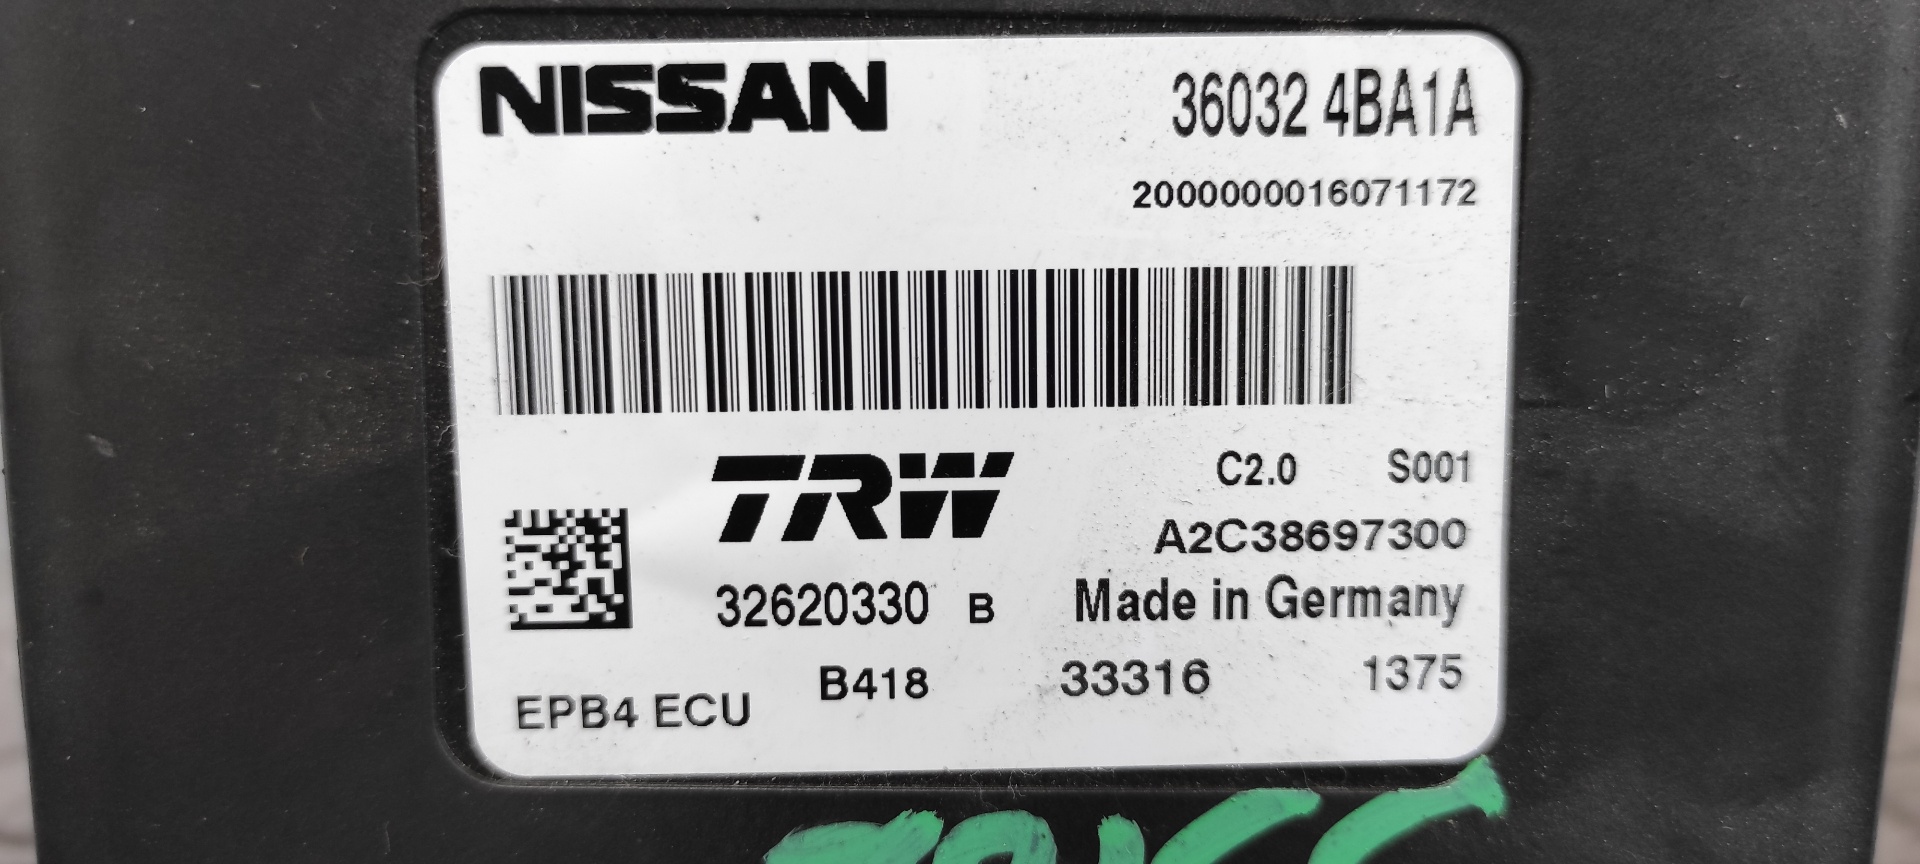 NISSAN 36032 4BA1A
2000000016071172
TRW C2.0 S001
A2C38697300
32620330 B Made in Germany
B418 33316 1375
EPB4 ECU